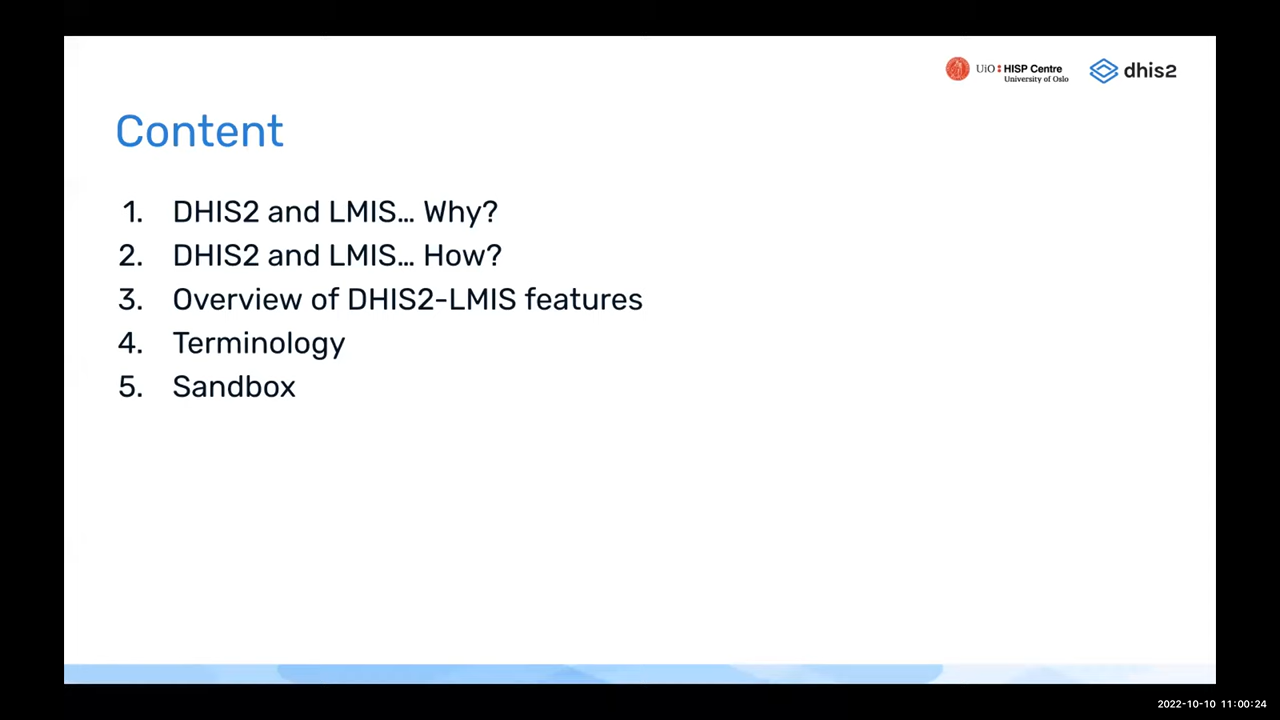 UiO: HISP Centre
University of Oslo
dhis2
Content
1. DHIS2 and LMIS... Why?
2. DHIS2 and LMIS... How?
3. Overview of DHIS2-LMIS features
4. Terminology
5. Sandbox
2022-10-10 11:00:24